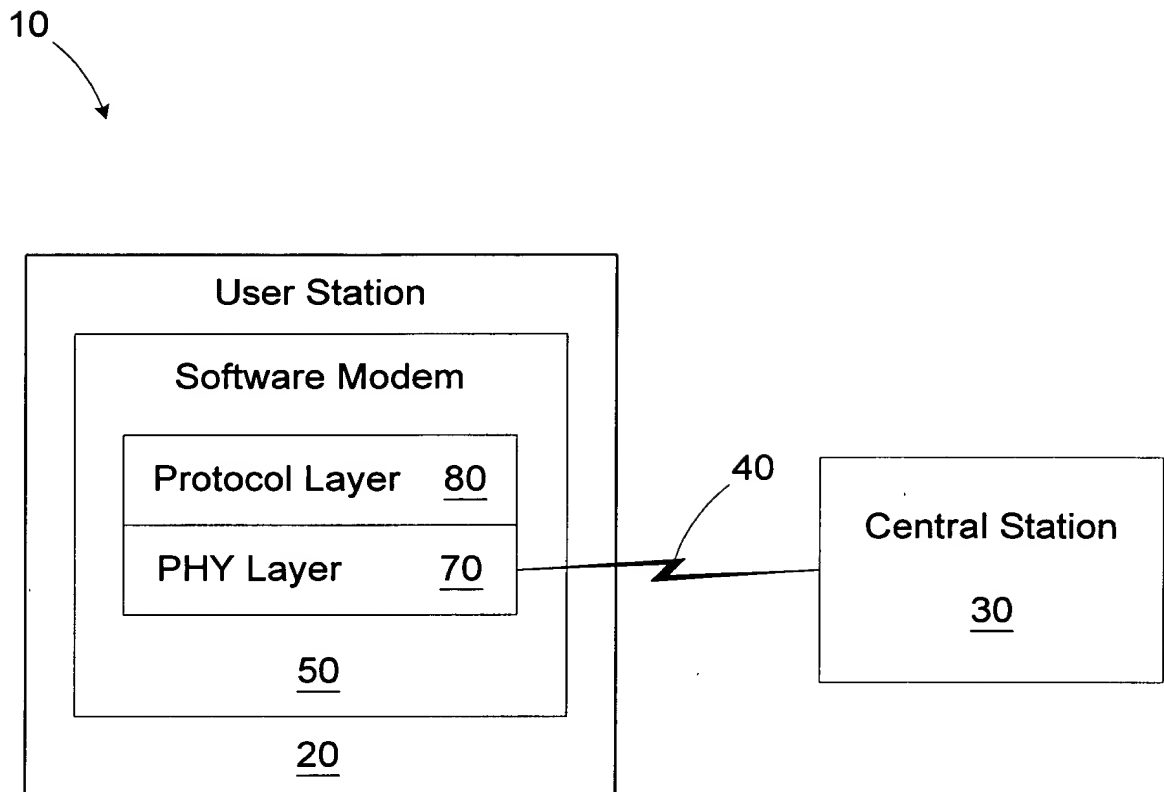 10
User Station
Software Modem
Protocol Layer 80
PHY Layer 70
50
20
40
Central Station
30